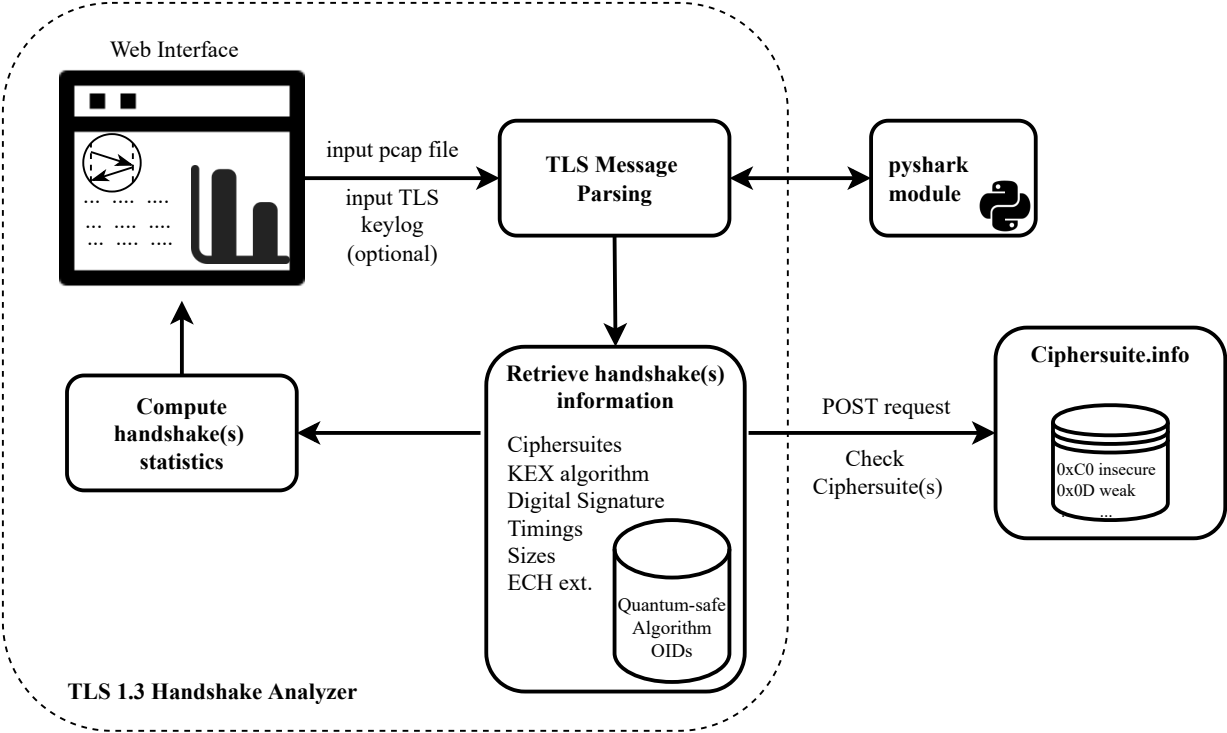 Web Interface
input pcap file
input TLS
keylog
(optional)
TLS Message
Parsing
pyshark
module
Retrieve handshake(s)
information
Ciphersuites
KEX algorithm
Digital Signature
Timings
Sizes
ECH ext.
Quantum-safe
Algorithm
OIDs
Compute
handshake(s)
statistics
POST request
Check
Ciphersuite(s)
Ciphersuite.info
0xC0 insecure
0x0D weak
... ...
TLS 1.3 Handshake Analyzer